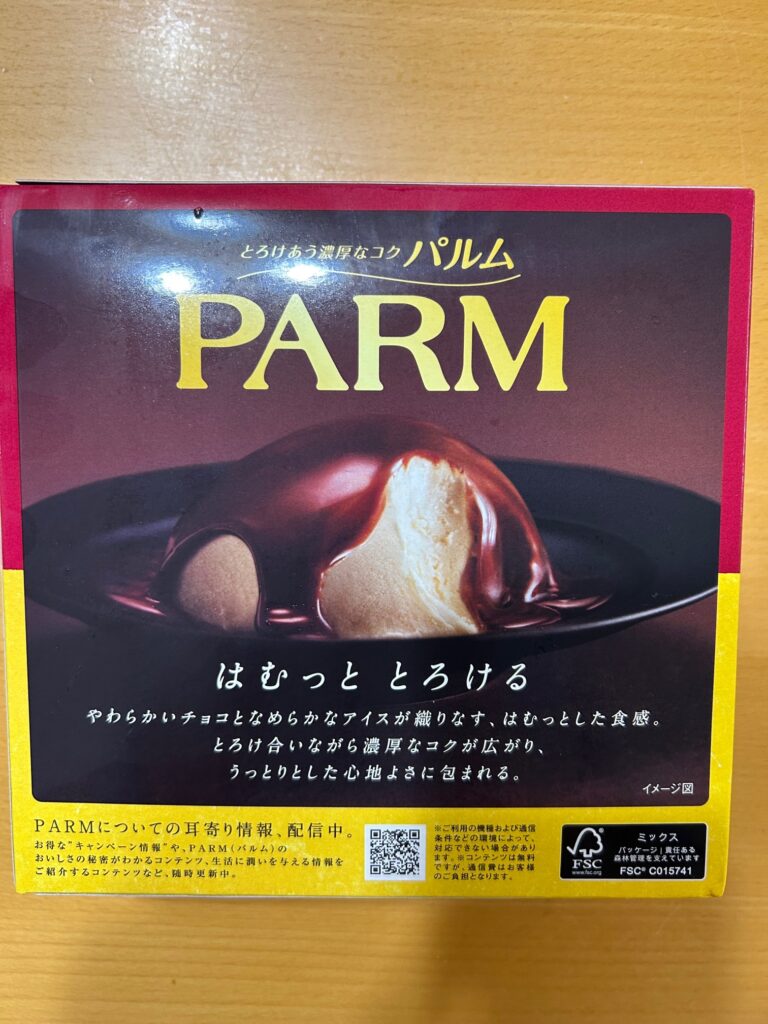 とろけあう濃厚なコク パルム
PARM
はむっと とろける
やわらかいチョコとなめらかなアイスが織りなす、はむっとした食感。
とろけ合いながら濃厚なコクが広がり、
うっとりとした心地よさに包まれる。
イメージ図
PARMについての耳寄り情報、配信中。
お得な"キャンペーン情報"や、PARM(パルム)の
おいしさの秘密がわかるコンテンツ、生活に潤いを与える情報を
ご紹介するコンテンツなど、随時更新中。
※ご利用の機種および通信
条件などの環境によって、
対応できない場合があり
ます。※コンテンツは無料
ですが、通信費はお客様
のご負担となります。
FSC
www.fsc.org
ミックス
パッケージ|責任ある
森林管理を支えています
FSC® C015741